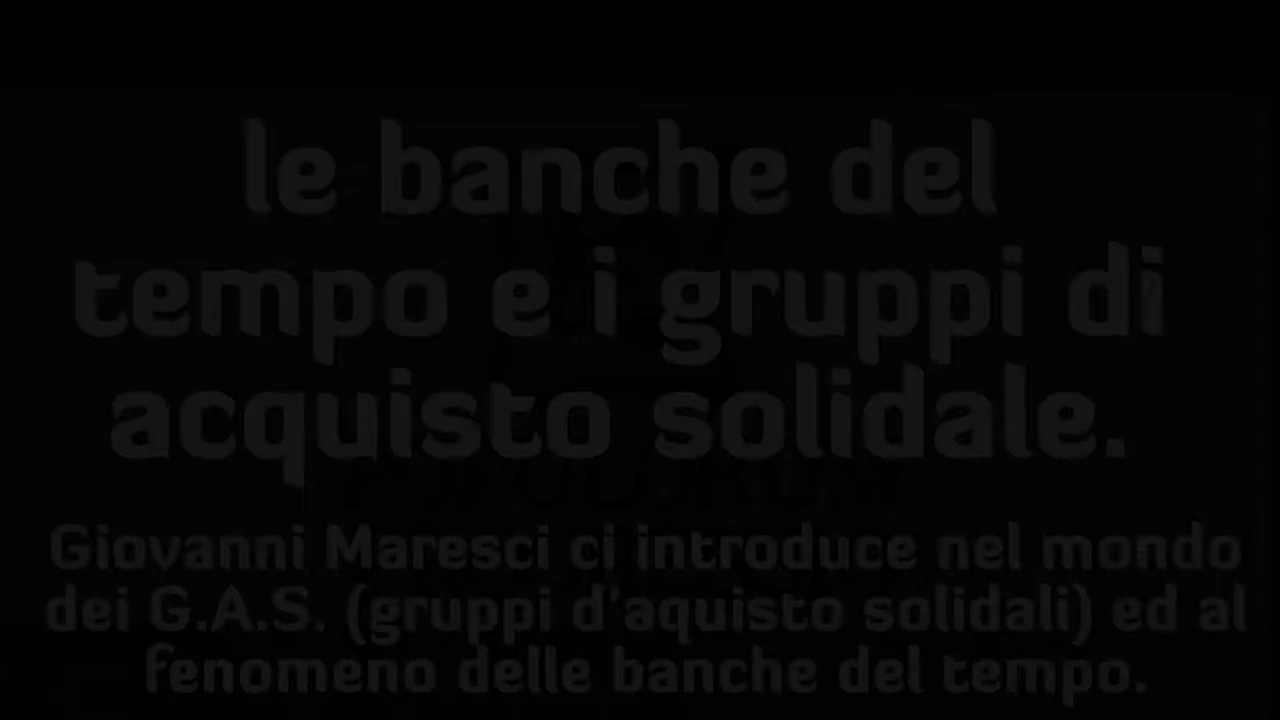 le banche del
tempo e i gruppi di
acquisto solidale.
Giovanni Maresci ci introduce nel mondo
dei G.A.S. (gruppi d'aquisto solidali) ed al
fenomeno delle banche del tempo.